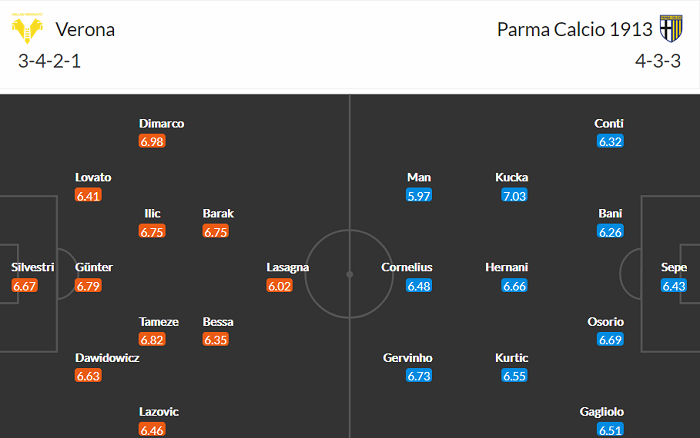 Verona
3-4-2-1
Parma Calcio 1913
4-3-3
Dimarco
6.98
Lovato
6.41
Ilic
6.75
Barak
6.75
Silvestri
6.67
Günter
6.79
Lasagna
6.02
Tameze
6.82
Bessa
6.35
Dawidowicz
6.63
Lazovic
6.46
Conti
6.32
Man
5.97
Kucka
7.03
Bani
6.26
Cornelius
6.48
Hernani
6.66
Sepe
6.43
Osorio
6.69
Gervinho
6.73
Kurtic
6.55
Gagliolo
6.51